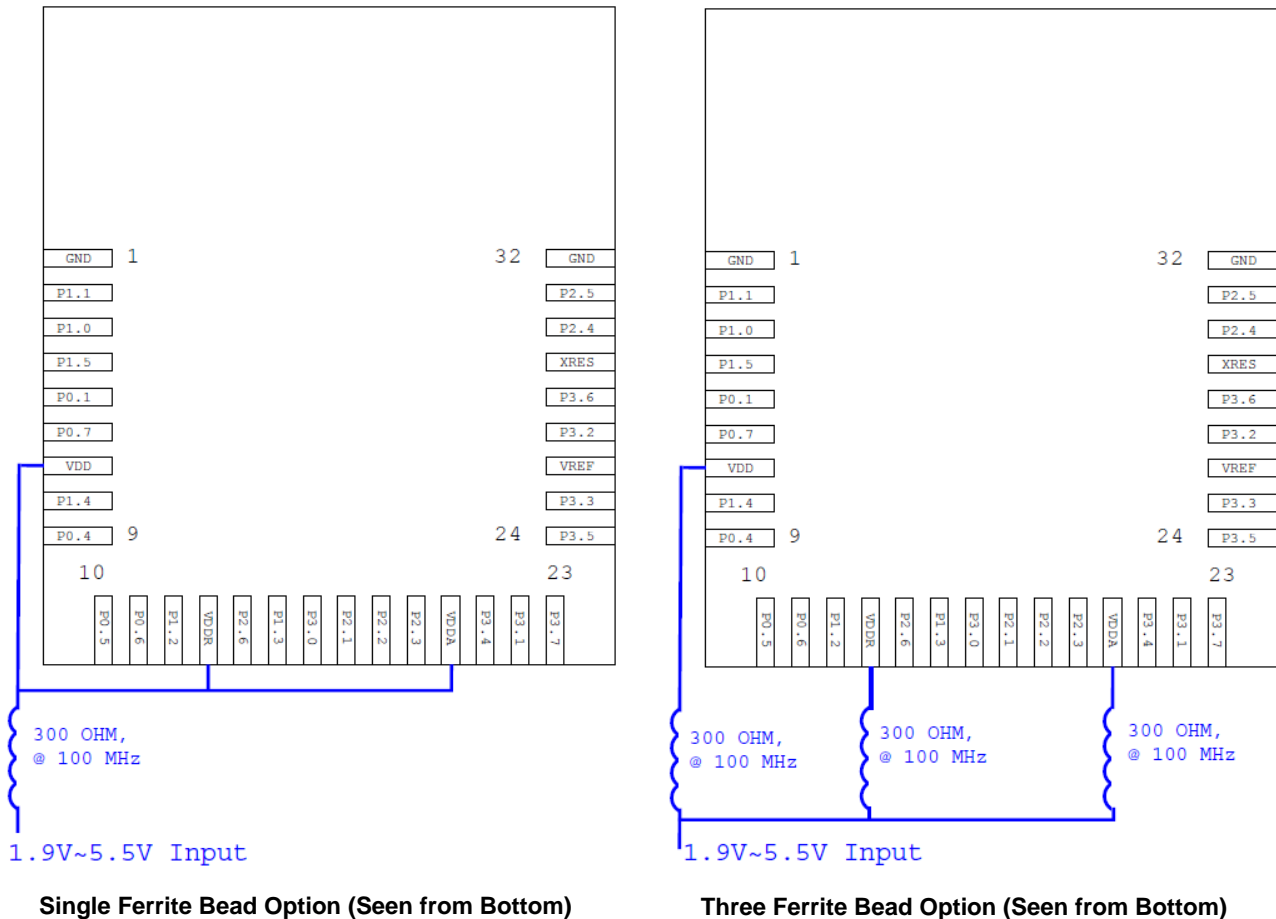 GND 1 32 GND
P1.1 P2.5
P1.0 P2.4
P1.5 XRES
P0.1 P3.6
P0.7 P3.2
VDD VREF
P1.4 P3.3
P0.4 9 24 P3.5
10 23
P0.5 P0.6 P1.2 VDDR P2.6 P1.3 P3.0 P2.1 P2.2 P2.3 VDDA P3.4 P3.1 P3.7
300 OHM,
@ 100 MHz
1.9V~5.5V Input
Single Ferrite Bead Option (Seen from Bottom)
GND 1 32 GND
P1.1 P2.5
P1.0 P2.4
P1.5 XRES
P0.1 P3.6
P0.7 P3.2
VDD VREF
P1.4 P3.3
P0.4 9 24 P3.5
10 23
P0.5 P0.6 P1.2 VDDR P2.6 P1.3 P3.0 P2.1 P2.2 P2.3 VDDA P3.4 P3.1 P3.7
300 OHM,
@ 100 MHz
300 OHM,
@ 100 MHz
300 OHM,
@ 100 MHz
1.9V~5.5V Input
Three Ferrite Bead Option (Seen from Bottom)